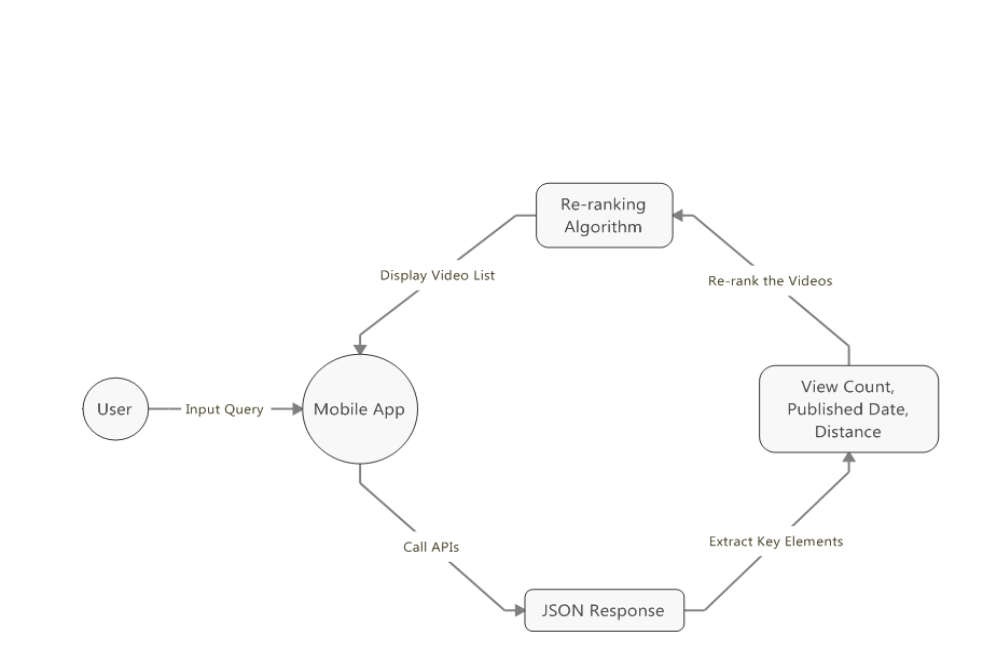 Re-ranking
Algorithm
Display Video List
Re-rank the Videos
User
Input Query
Mobile App
View Count,
Published Date,
Distance
Call APIs
Extract Key Elements
JSON Response